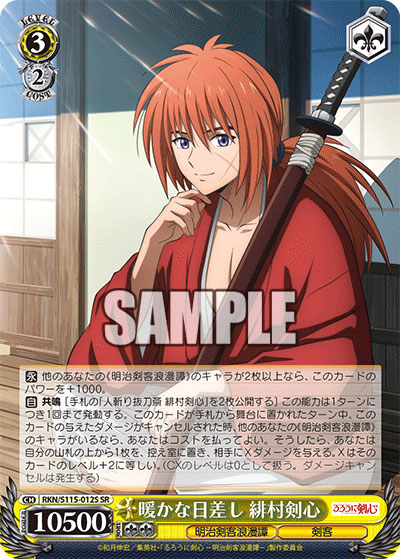 LEVEL
3
2
COST
SAMPLE
永 他のあなたの《明治剣客浪漫譚》のキャラが2枚以上なら、このカードの
パワーを+1000。
自 共鳴 [手札の「人斬り抜刀斎 緋村剣心」を2枚公開する] この能力は1ターン
につき1回まで発動する。このカードが手札から舞台に置かれたターン中、この
カードの与えたダメージがキャンセルされた時、他のあなたの《明治剣客浪漫
譚》のキャラがいるなら、あなたはコストを払ってよい。そうしたら、あなたは
自分の山札の上から1枚を、控え室に置き、相手にXダメージを与える。Xはその
カードのレベル+2に等しい。(CXのレベルは0として扱う。ダメージキャンセル
は発生する)
CH RKN/S115-012S SR
暖かな日差し 緋村剣心
るろうに剣心
10500
明治剣客浪漫譚
剣客
©和月伸宏/集英社・「るろうに剣心 -明治剣客浪漫譚-」製作委員会